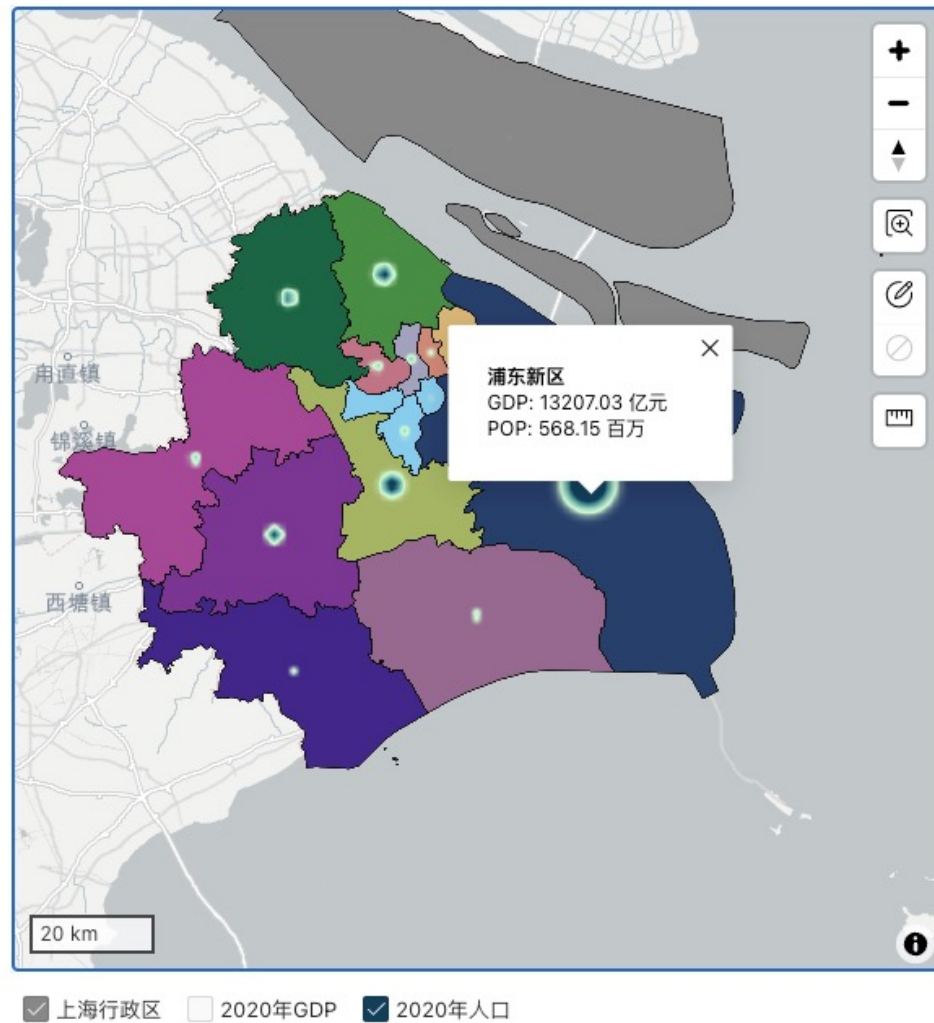 浦东新区
GDP: 13207.03 亿元
POP: 568.15 百万
甪直镇
锦溪镇
西塘镇
20 km
上海行政区
2020年GDP
2020年人口